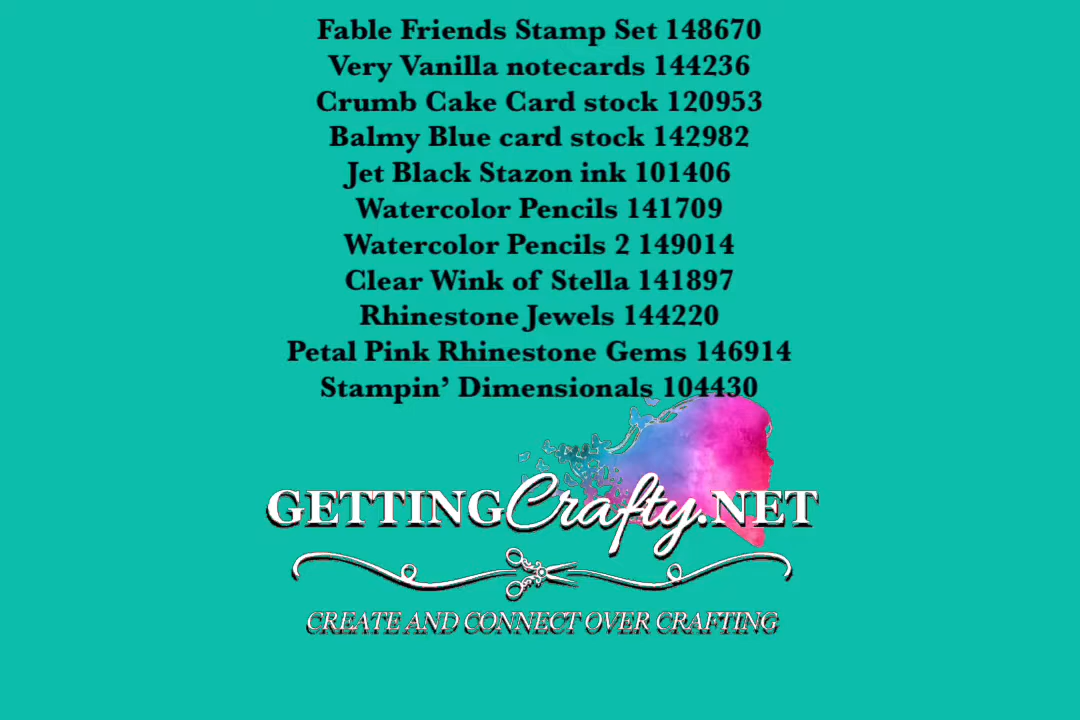 Fable Friends Stamp Set 148670
Very Vanilla notecards 144236
Crumb Cake Card stock 120953
Balmy Blue card stock 142982
Jet Black Stazon ink 101406
Watercolor Pencils 141709
Watercolor Pencils 2 149014
Clear Wink of Stella 141897
Rhinestone Jewels 144220
Petal Pink Rhinestone Gems 146914
Stampin’ Dimensionals 104430
GETTINGCrafty.NET
CREATE AND CONNECT OVER CRAFTING